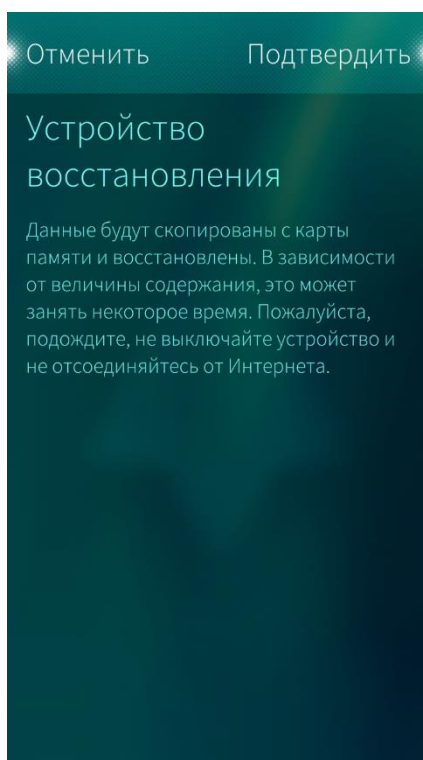 Отменить Подтвердить
Устройство
восстановления
Данные будут скопированы с карты
памяти и восстановлены. В зависимости
от величины содержания, это может
занять некоторое время. Пожалуйста,
подождите, не выключайте устройство и
не отсоединяйтесь от Интернета.